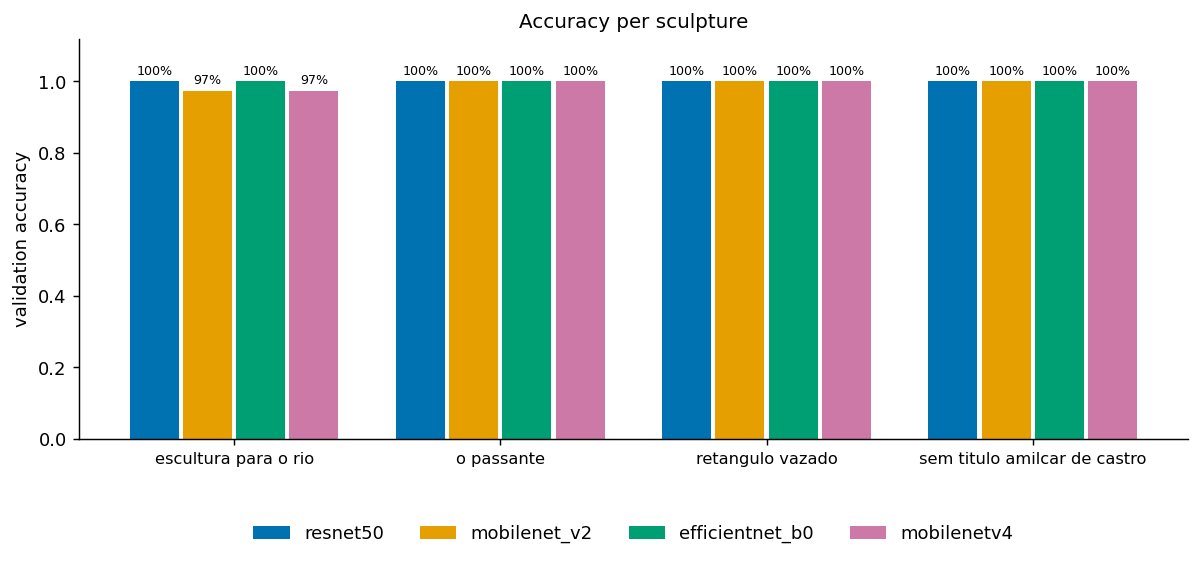 Accuracy per sculpture
validation accuracy
1.0
0.8
0.6
0.4
0.2
0.0
100% 97% 100% 97% 100% 100% 100% 100% 100% 100% 100% 100% 100% 100% 100% 100%
escultura para o rio o passante retangulo vazado sem titulo amilcar de castro
resnet50 mobilenet_v2 efficientnet_b0 mobilenetv4